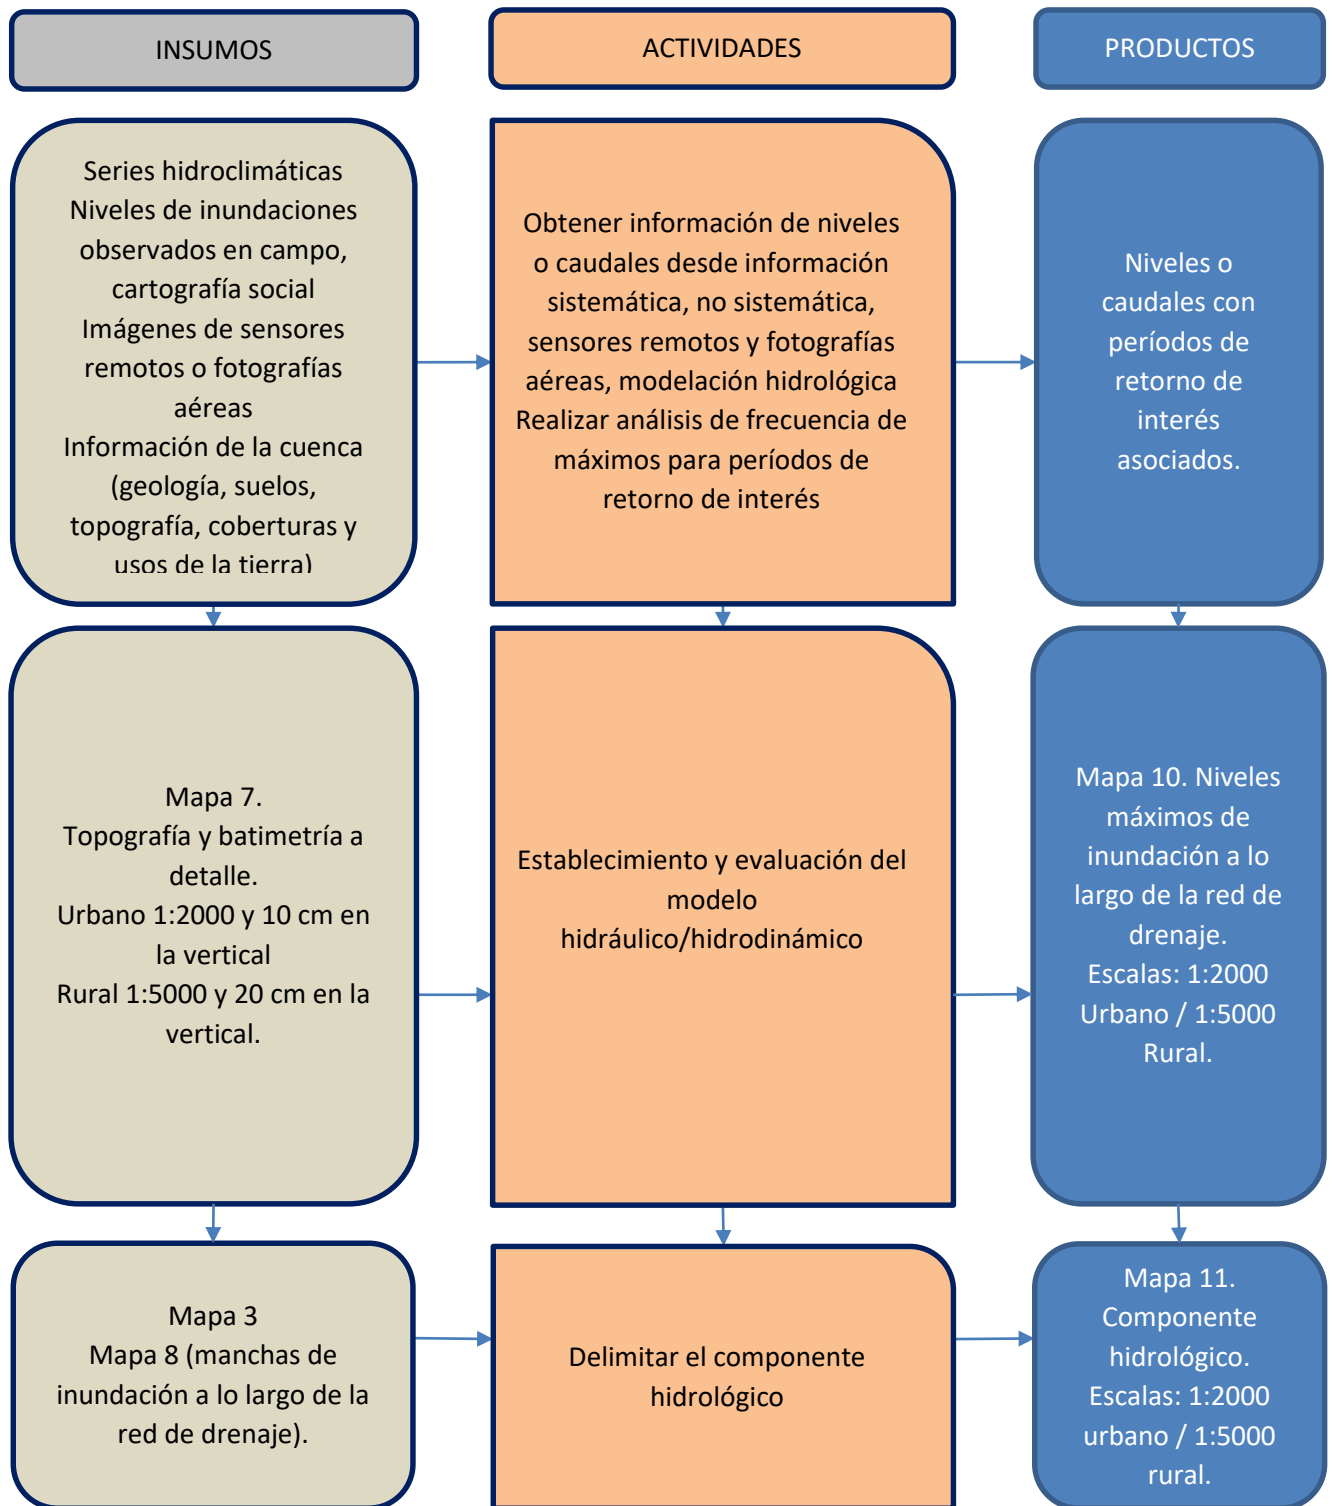 INSUMOS
ACTIVIDADES
PRODUCTOS
Series hidroclimáticas
Niveles de inundaciones
observados en campo,
cartografía social
Imágenes de sensores
remotos o fotografías
aéreas
Información de la cuenca
(geología, suelos,
topografía, coberturas y
usos de la tierra)
Obtener información de niveles
o caudales desde información
sistemática, no sistemática,
sensores remotos y fotografías
aéreas, modelación hidrológica
Realizar análisis de frecuencia de
máximos para períodos de
retorno de interés
Niveles o
caudales con
períodos de
retorno de
interés
asociados.
Mapa 7.
Topografía y batimetría a
detalle.
Urbano 1:2000 y 10 cm en
la vertical
Rural 1:5000 y 20 cm en la
vertical.
Establecimiento y evaluación del
modelo
hidráulico/hidrodinámico
Mapa 10. Niveles
máximos de
inundación a lo
largo de la red de
drenaje.
Escalas: 1:2000
Urbano / 1:5000
Rural.
Mapa 3
Mapa 8 (manchas de
inundación a lo largo de la
red de drenaje).
Delimitar el componente
hidrológico
Mapa 11.
Componente
hidrológico.
Escalas: 1:2000
urbano / 1:5000
rural.